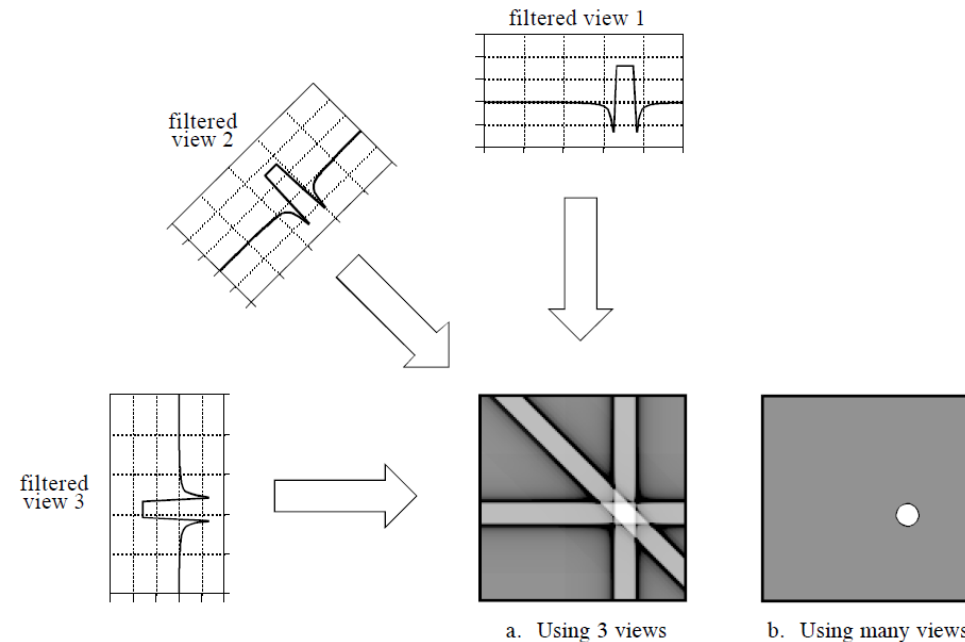 filtered view 1
filtered
view 2
filtered
view 3
a. Using 3 views
b. Using many views